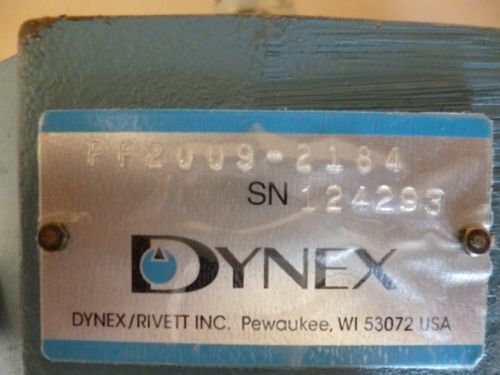 PF2009-2184
SN 124293
DYNEX
DYNEX/RIVETT INC. Pewaukee, WI 53072 USA